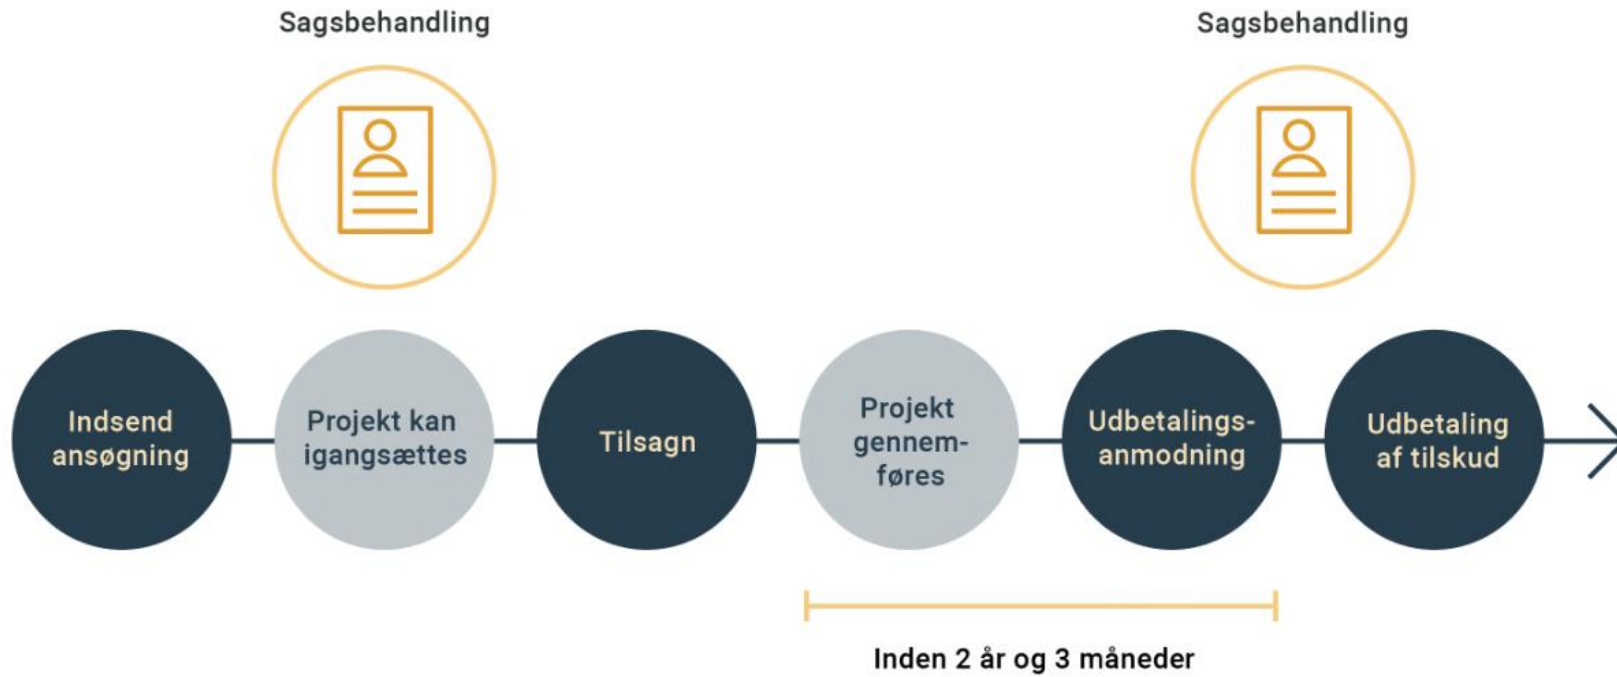 Sagsbehandling
Sagsbehandling
Indsend
ansøgning
Projekt kan
igangsættes
Tilsagn
Projekt
gennem-
føres
Udbetalings-
anmodning
Udbetaling
af tilskud
Inden 2 år og 3 måneder